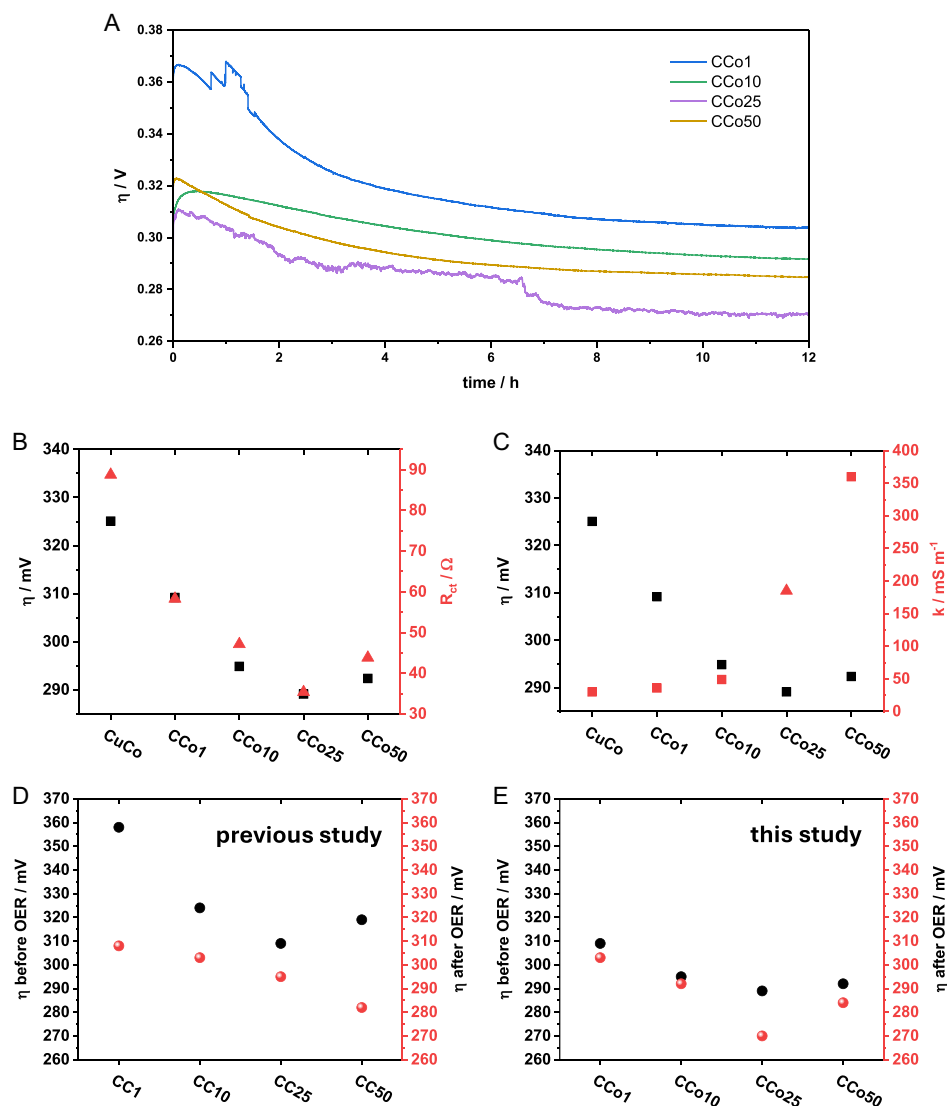 A
0.38
0.36
0.34
0.32
0.30
0.28
0.26
η / V
0
2
4
6
8
10
12
time / h
CCo1
CCo10
CCo25
CCo50
B
340
330
320
310
300
290
η / mV
90
80
70
60
50
40
30
Rct / Ω
CuCo
CCo1
CCo10
CCo25
CCo50
C
340
330
320
310
300
290
η / mV
400
350
300
250
200
150
100
50
0
k / mS m-1
CuCo
CCo1
CCo10
CCo25
CCo50
D
370
360
350
340
330
320
310
300
290
280
270
260
η before OER / mV
previous study
370
360
350
340
330
320
310
300
290
280
270
260
η after OER / mV
CC1
CC10
CC25
CC50
E
370
360
350
340
330
320
310
300
290
280
270
260
η before OER / mV
this study
370
360
350
340
330
320
310
300
290
280
270
260
η after OER / mV
CCo1
CCo10
CCo25
CCo50